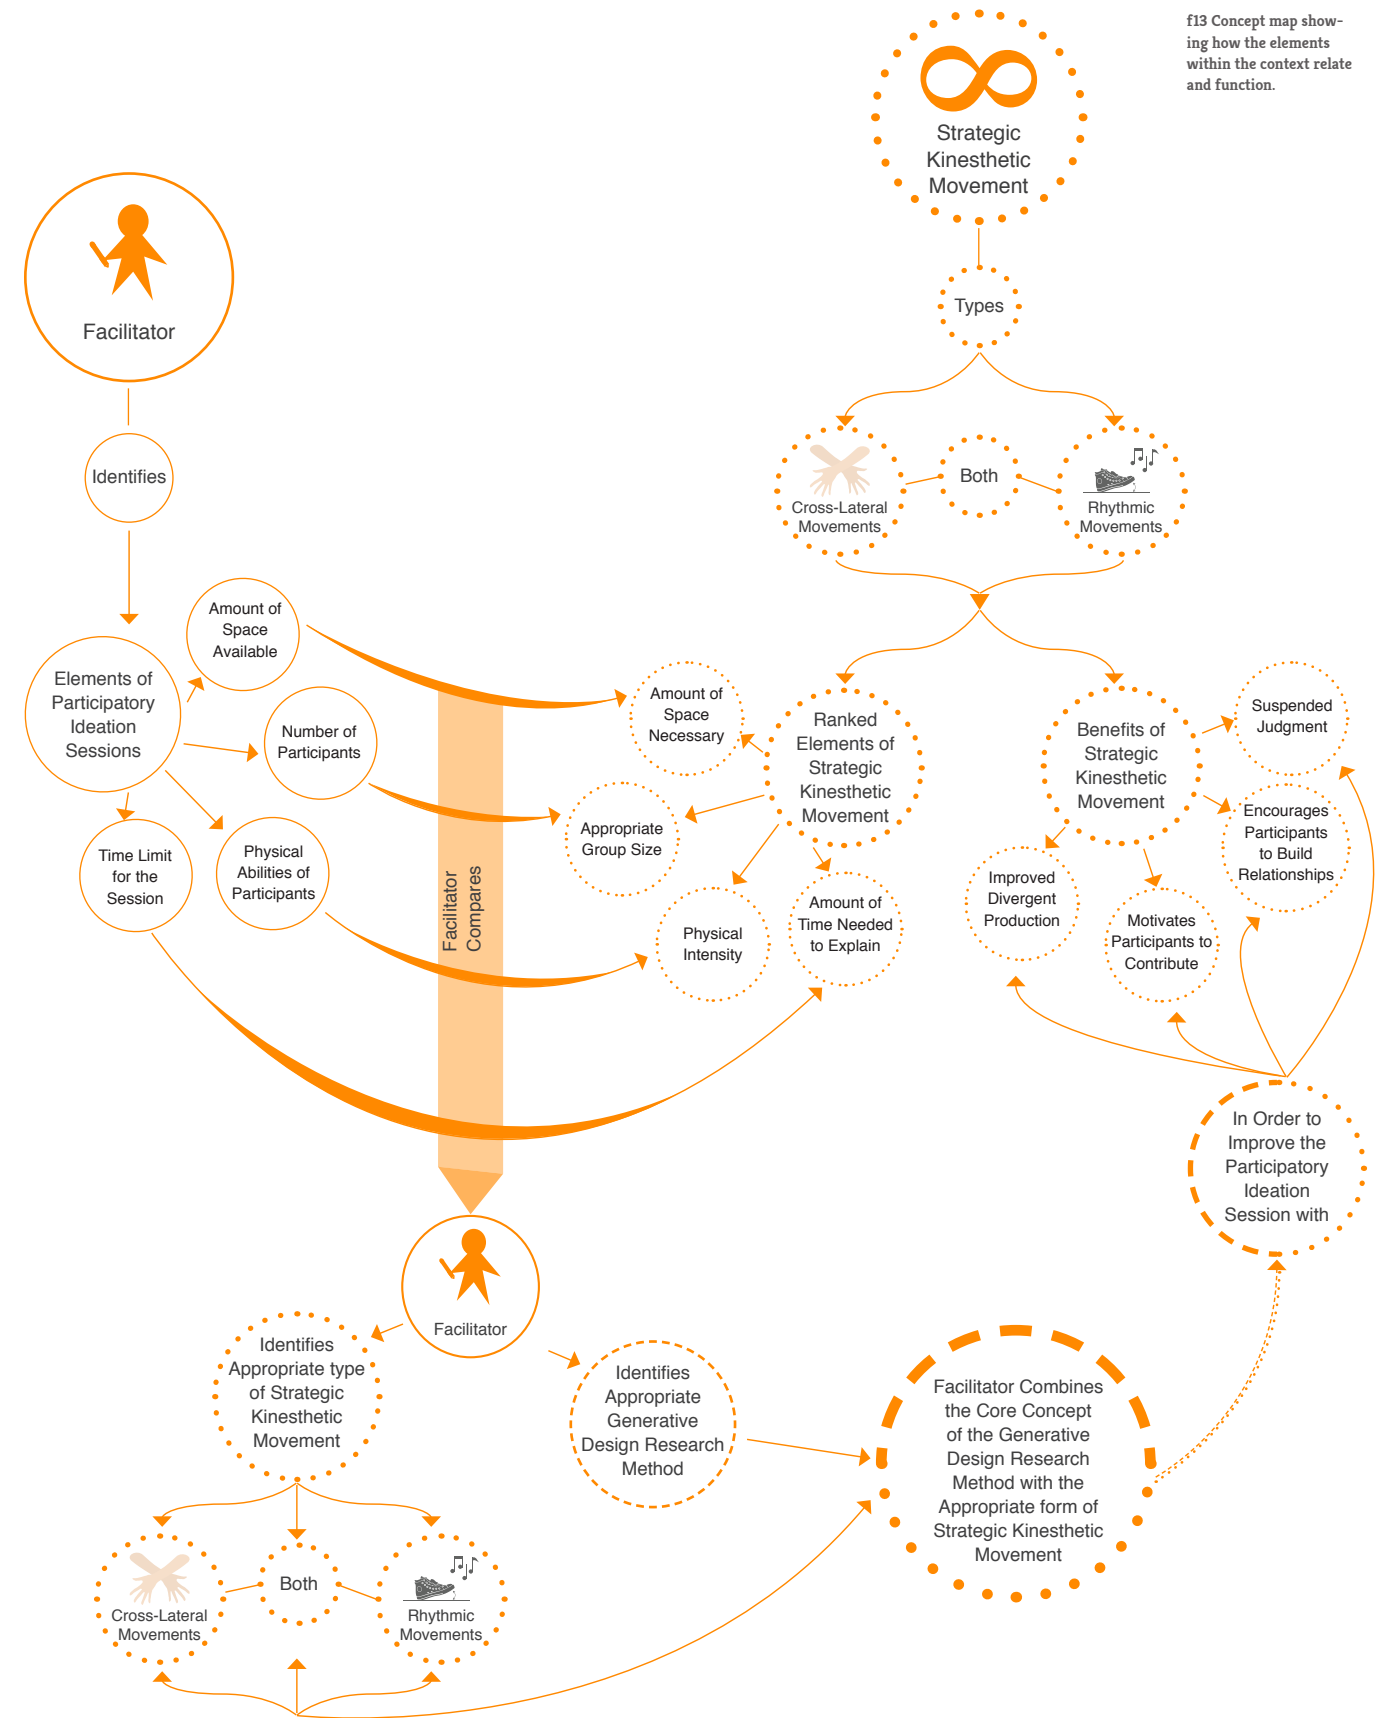 f13 Concept map show-
ing how the elements
within the context relate
and function.
Strategic
Kinesthetic
Movement
Types
Cross-Lateral
Movements
Both
Rhythmic
Movements
Facilitator
Identifies
Elements of
Participatory
Ideation
Sessions
Amount of
Space
Available
Number of
Participants
Physical
Abilities of
Participants
Time Limit
for the
Session
Facilitator
Compares
Amount of
Space
Necessary
Appropriate
Group Size
Physical
Intensity
Amount of
Time Needed
to Explain
Ranked
Elements of
Strategic
Kinesthetic
Movement
Benefits of
Strategic
Kinesthetic
Movement
Suspended
Judgment
Encourages
Participants
to Build
Relationships
Motivates
Participants to
Contribute
Improved
Divergent
Production
In Order to
Improve the
Participatory
Ideation
Session with
Facilitator
Identifies
Appropriate type
of Strategic
Kinesthetic
Movement
Identifies
Appropriate
Generative
Design Research
Method
Facilitator Combines
the Core Concept
of the Generative
Design Research
Method with the
Appropriate form of
Strategic Kinesthetic
Movement
Cross-Lateral
Movements
Both
Rhythmic
Movements